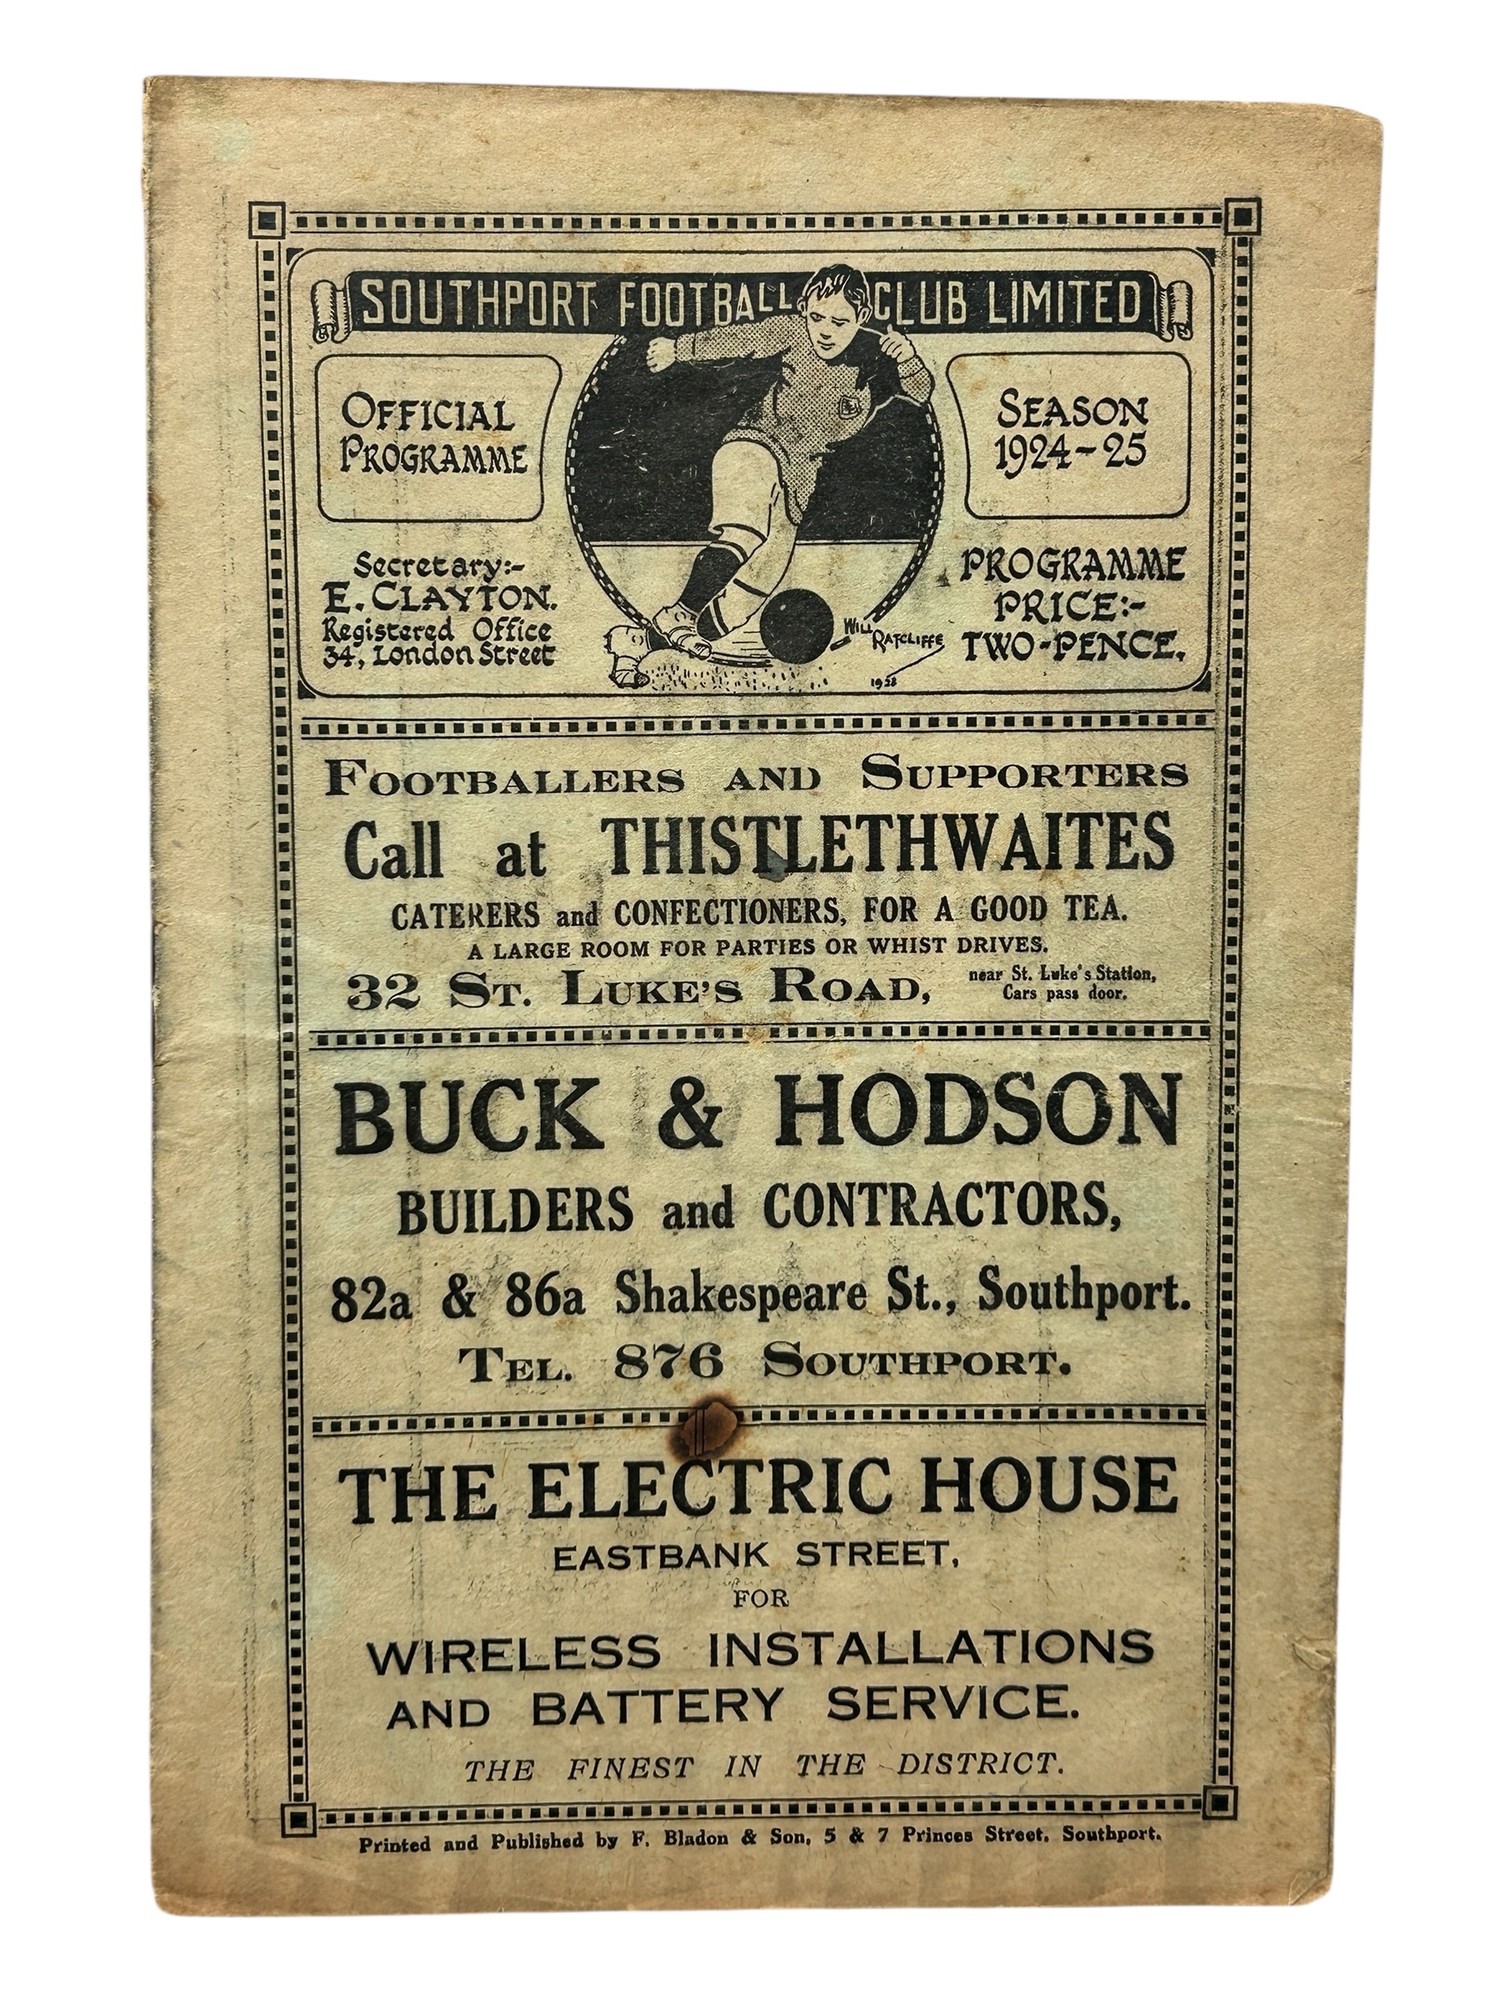 SOUTHPORT FOOTBALL CLUB LIMITED
OFFICIAL
PROGRAMME
SEASON
1924-25
Secretary:-
E. CLAYTON.
Registered Office
34, London Street
PROGRAMME
PRICE:-
TWO-PENCE.
WILL
RATCLIFFE
FOOTBALLERS AND SUPPORTERS
Call at THISTLETHWAITES
CATERERS and CONFECTIONERS, FOR A GOOD TEA.
A LARGE ROOM FOR PARTIES OR WHIST DRIVES.
32 ST. LUKE'S ROAD,
near St. Luke's Station,
Cars pass door.
BUCK & HODSON
BUILDERS and CONTRACTORS,
82a & 86a Shakespeare St., Southport.
TEL. 876 SOUTHPORT.
THE ELECTRIC HOUSE
EASTBANK STREET,
FOR
WIRELESS INSTALLATIONS
AND BATTERY SERVICE.
THE FINEST IN THE DISTRICT.
Printed and Published by F. Bladon & Son, 5 & 7 Princes Street, Southport.